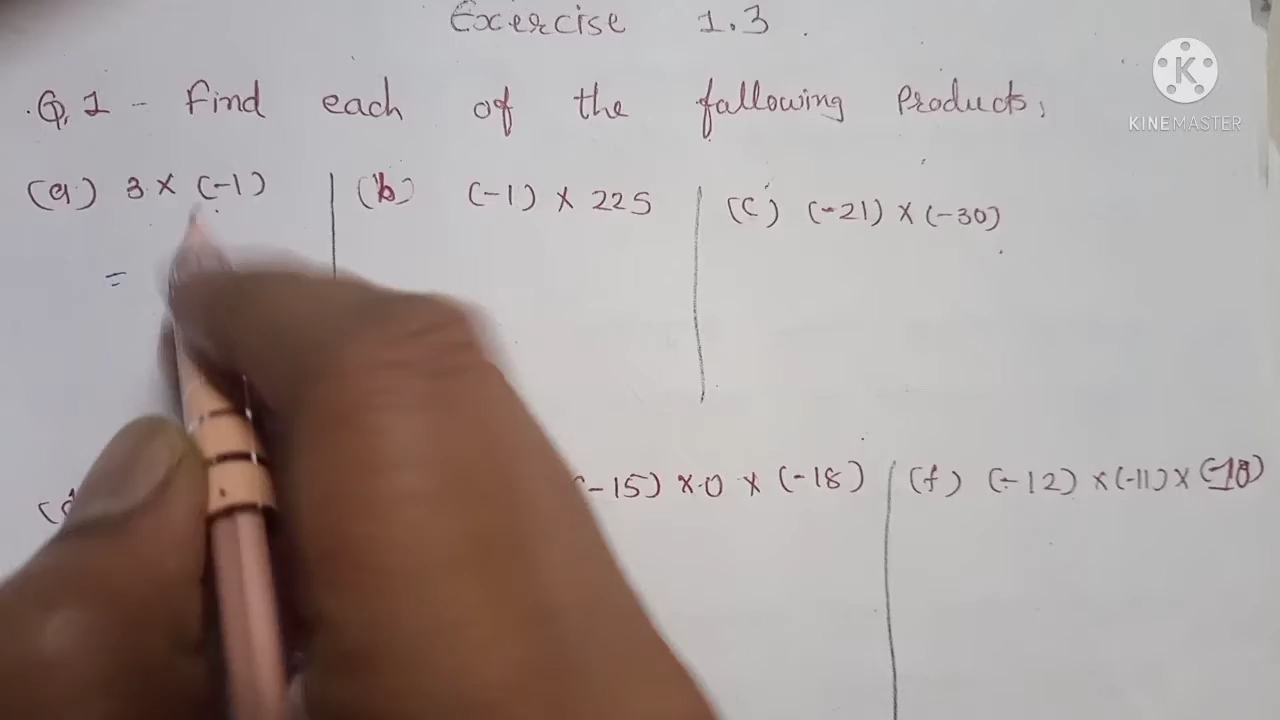 Excercise 1.3.
Q.1 - Find each of the fallowing Products,
(a) 3 × (-1) (b) (-1) × 225 (c) (-21) × (-30)
=
(-15) × 0 × (-18) (f) (-12) × (-11) × (-10)
K
KINEMASTER